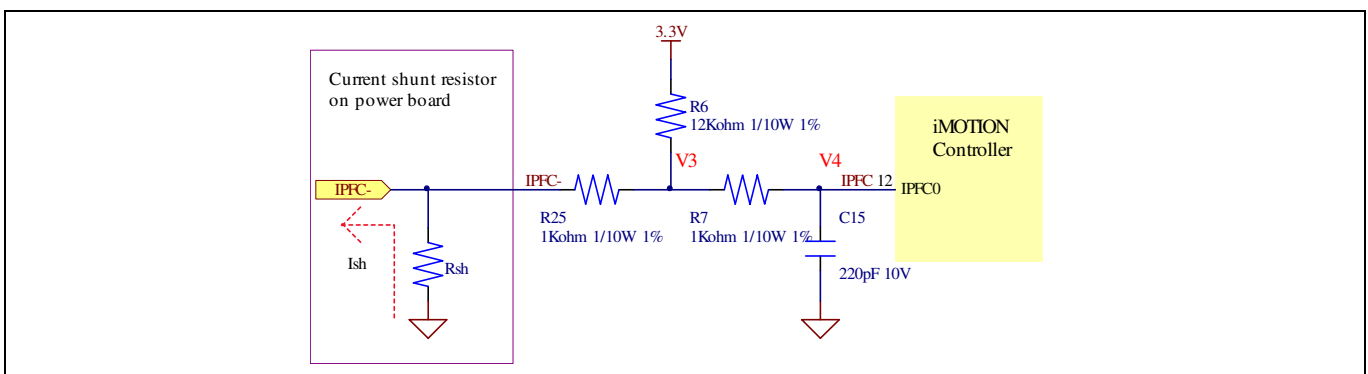 3.3V
Current shunt resistor
on power board
R6
12Kohm 1/10W 1%
iMOTION
Controller
V3
V4
IPFC-
IPFC-
IPFC 12
IPFC0
R25
1Kohm 1/10W 1%
R7
1Kohm 1/10W 1%
C15
Ish
Rsh
220pF 10V